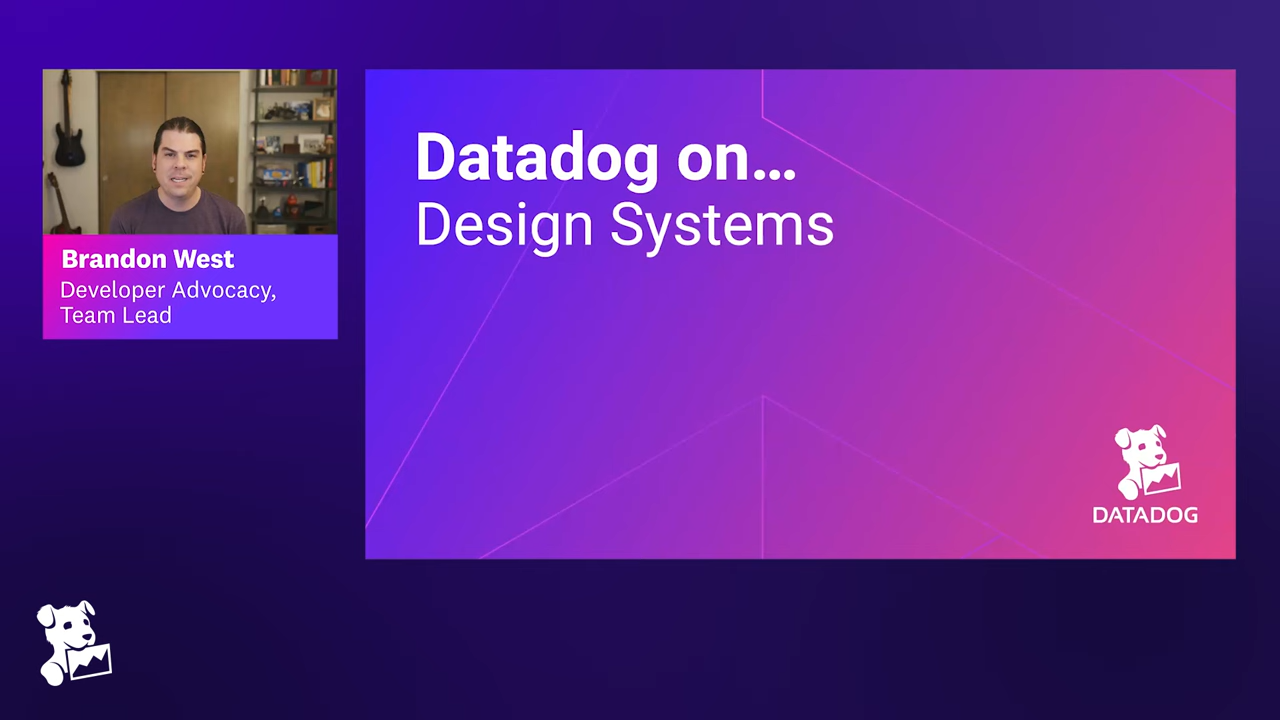 Brandon West
Developer Advocacy,
Team Lead
Datadog on...
Design Systems
DATADOG